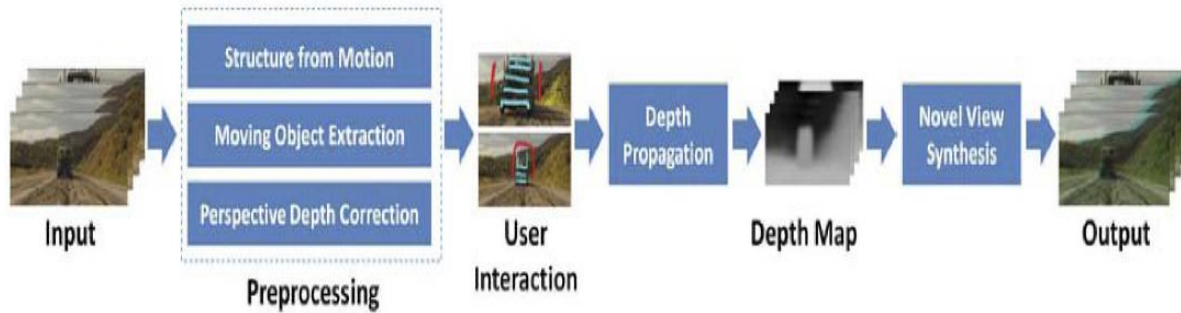 Structure from Motion
Moving Object Extraction
Perspective Depth Correction
Input
Preprocessing
User
Interaction
Depth
Propagation
Depth Map
Novel View
Synthesis
Output